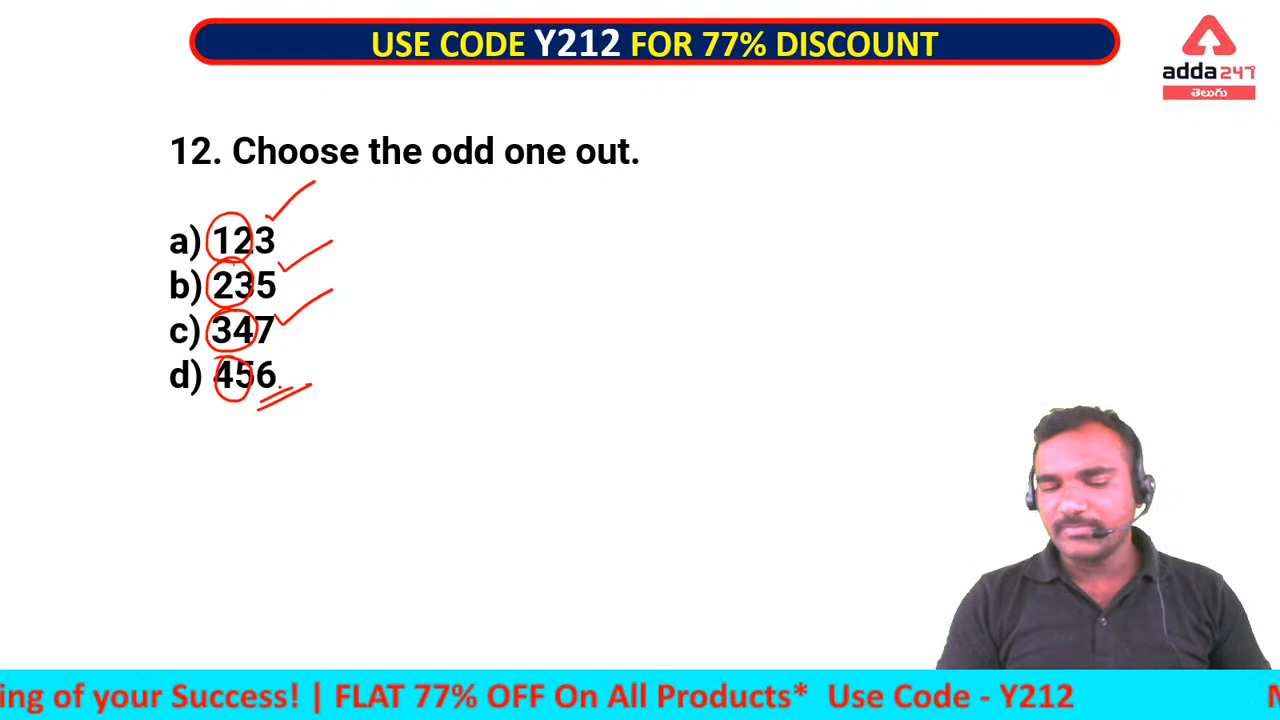 USE CODE Y212 FOR 77% DISCOUNT
adda247
తెలుగు
12. Choose the odd one out.
a) 123
b) 235
c) 347
d) 456
ing of your Success! | FLAT 77% OFF On All Products* Use Code - Y212